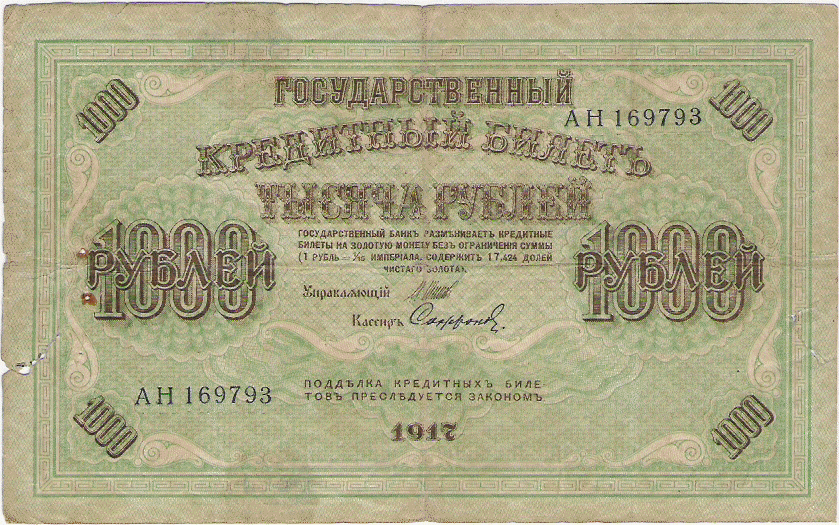 1000
1000
ГОСУДАРСТВЕННЫЙ
АН 169793
КРЕДИТНЫЙ БИЛЕТЪ
ТЫСЯЧА РУБЛЕЙ
ГОСУДАРСТВЕННЫЙ БАНКЪ РАЗМѢНИВАЕТЪ КРЕДИТНЫЕ
БИЛЕТЫ НА ЗОЛОТУЮ МОНЕТУ БЕЗЪ ОГРАНИЧЕНІЯ СУММЫ
(1 РУБЛЬ = 1/15 ИМПЕРІАЛА, СОДЕРЖИТЪ 17,424 ДОЛЕЙ
ЧИСТАГО ЗОЛОТА).
1000
РУБЛЕЙ
1000
РУБЛЕЙ
Управляющій
Кассиръ
АН 169793
ПОДДѢЛКА КРЕДИТНЫХЪ БИЛЕ-
ТОВЪ ПРЕСЛѢДУЕТСЯ ЗАКОНОМЪ
1917
1000
1000